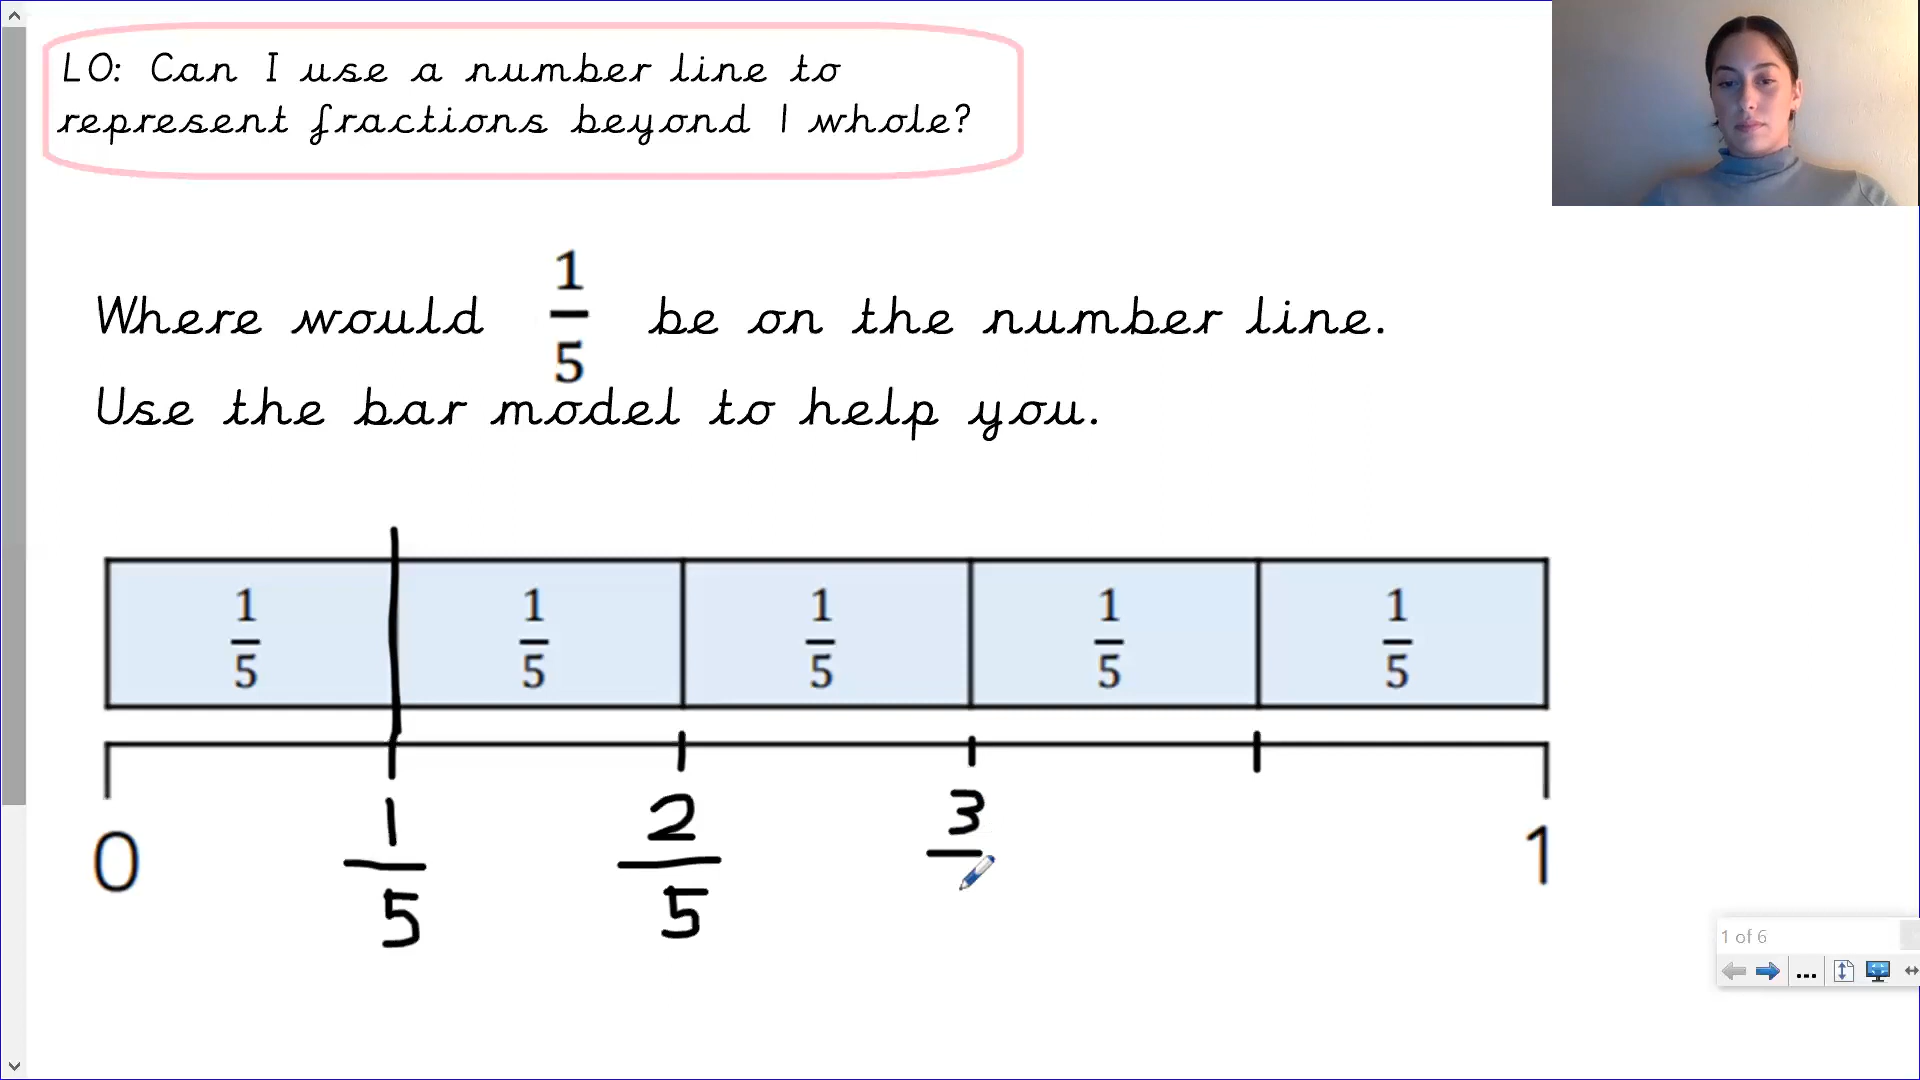 LO: Can I use a number line to
represent fractions beyond 1 whole?
Where would 1/5 be on the number line.
Use the bar model to help you.
1/5 1/5 1/5 1/5 1/5
0 1/5 2/5 3/ 1
1 of 6
...